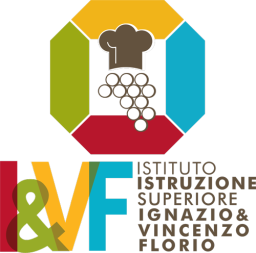 I&VF
ISTITUTO
ISTRUZIONE
SUPERIORE
IGNAZIO&
VINCENZO
FLORIO